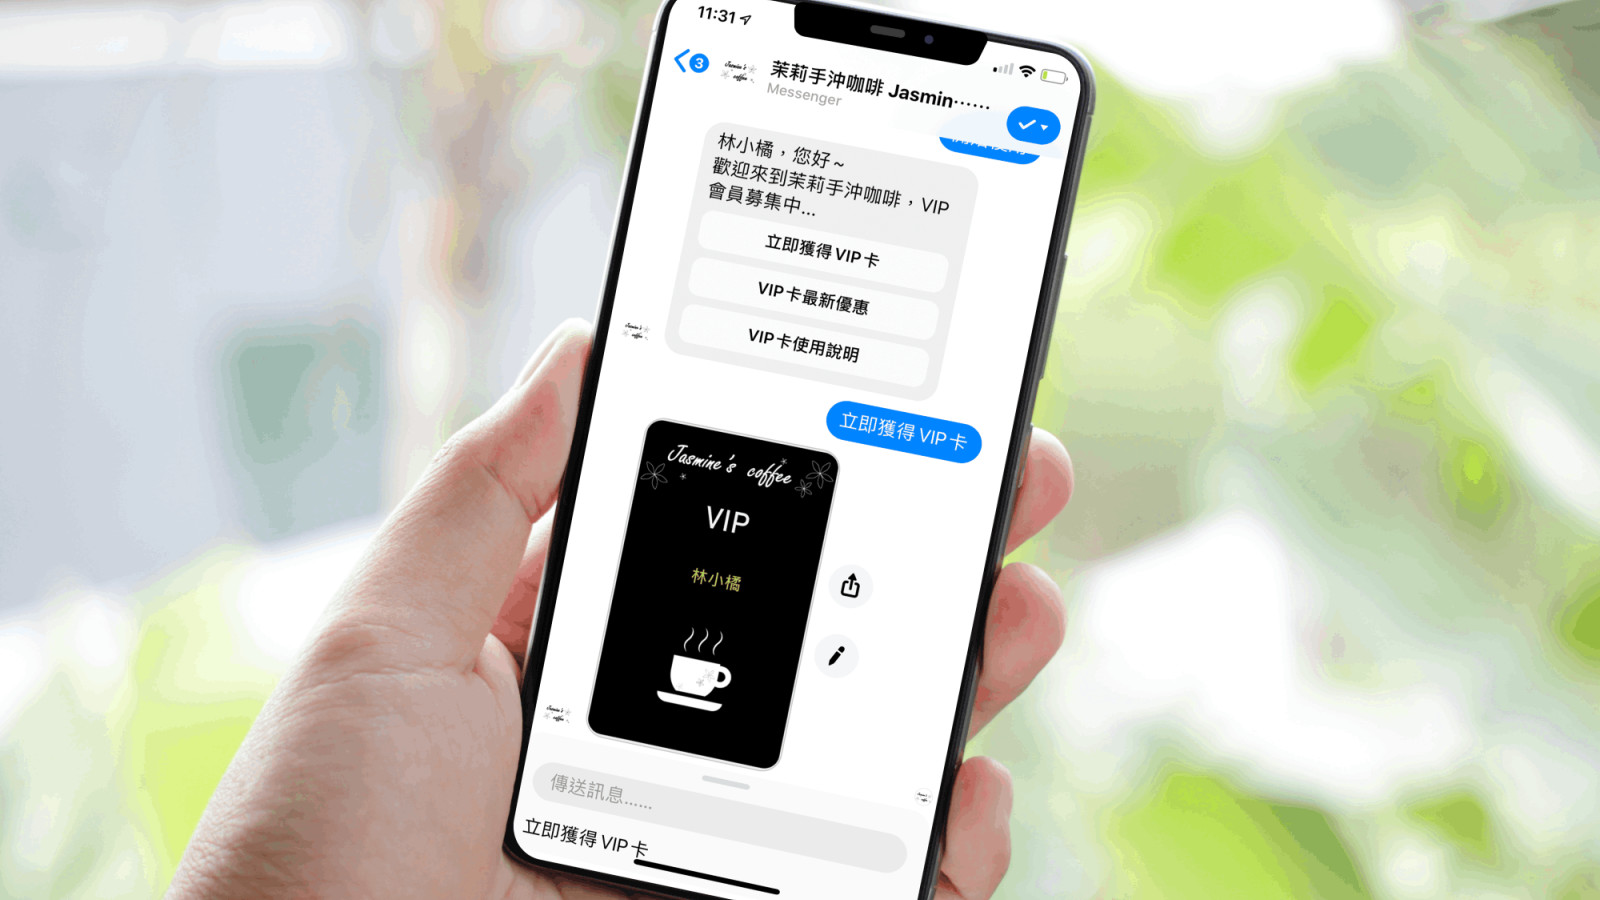 11:31
3
Jasmine's
coffee
茉莉手沖咖啡 Jasmin……
Messenger
林小橘，您好~
歡迎來到茉莉手沖咖啡，VIP
會員募集中...
立即獲得 VIP 卡
VIP 卡最新優惠
VIP 卡使用說明
立即獲得 VIP 卡
Jasmine's coffee
VIP
林小橘
傳送訊息......
立即獲得 VIP 卡